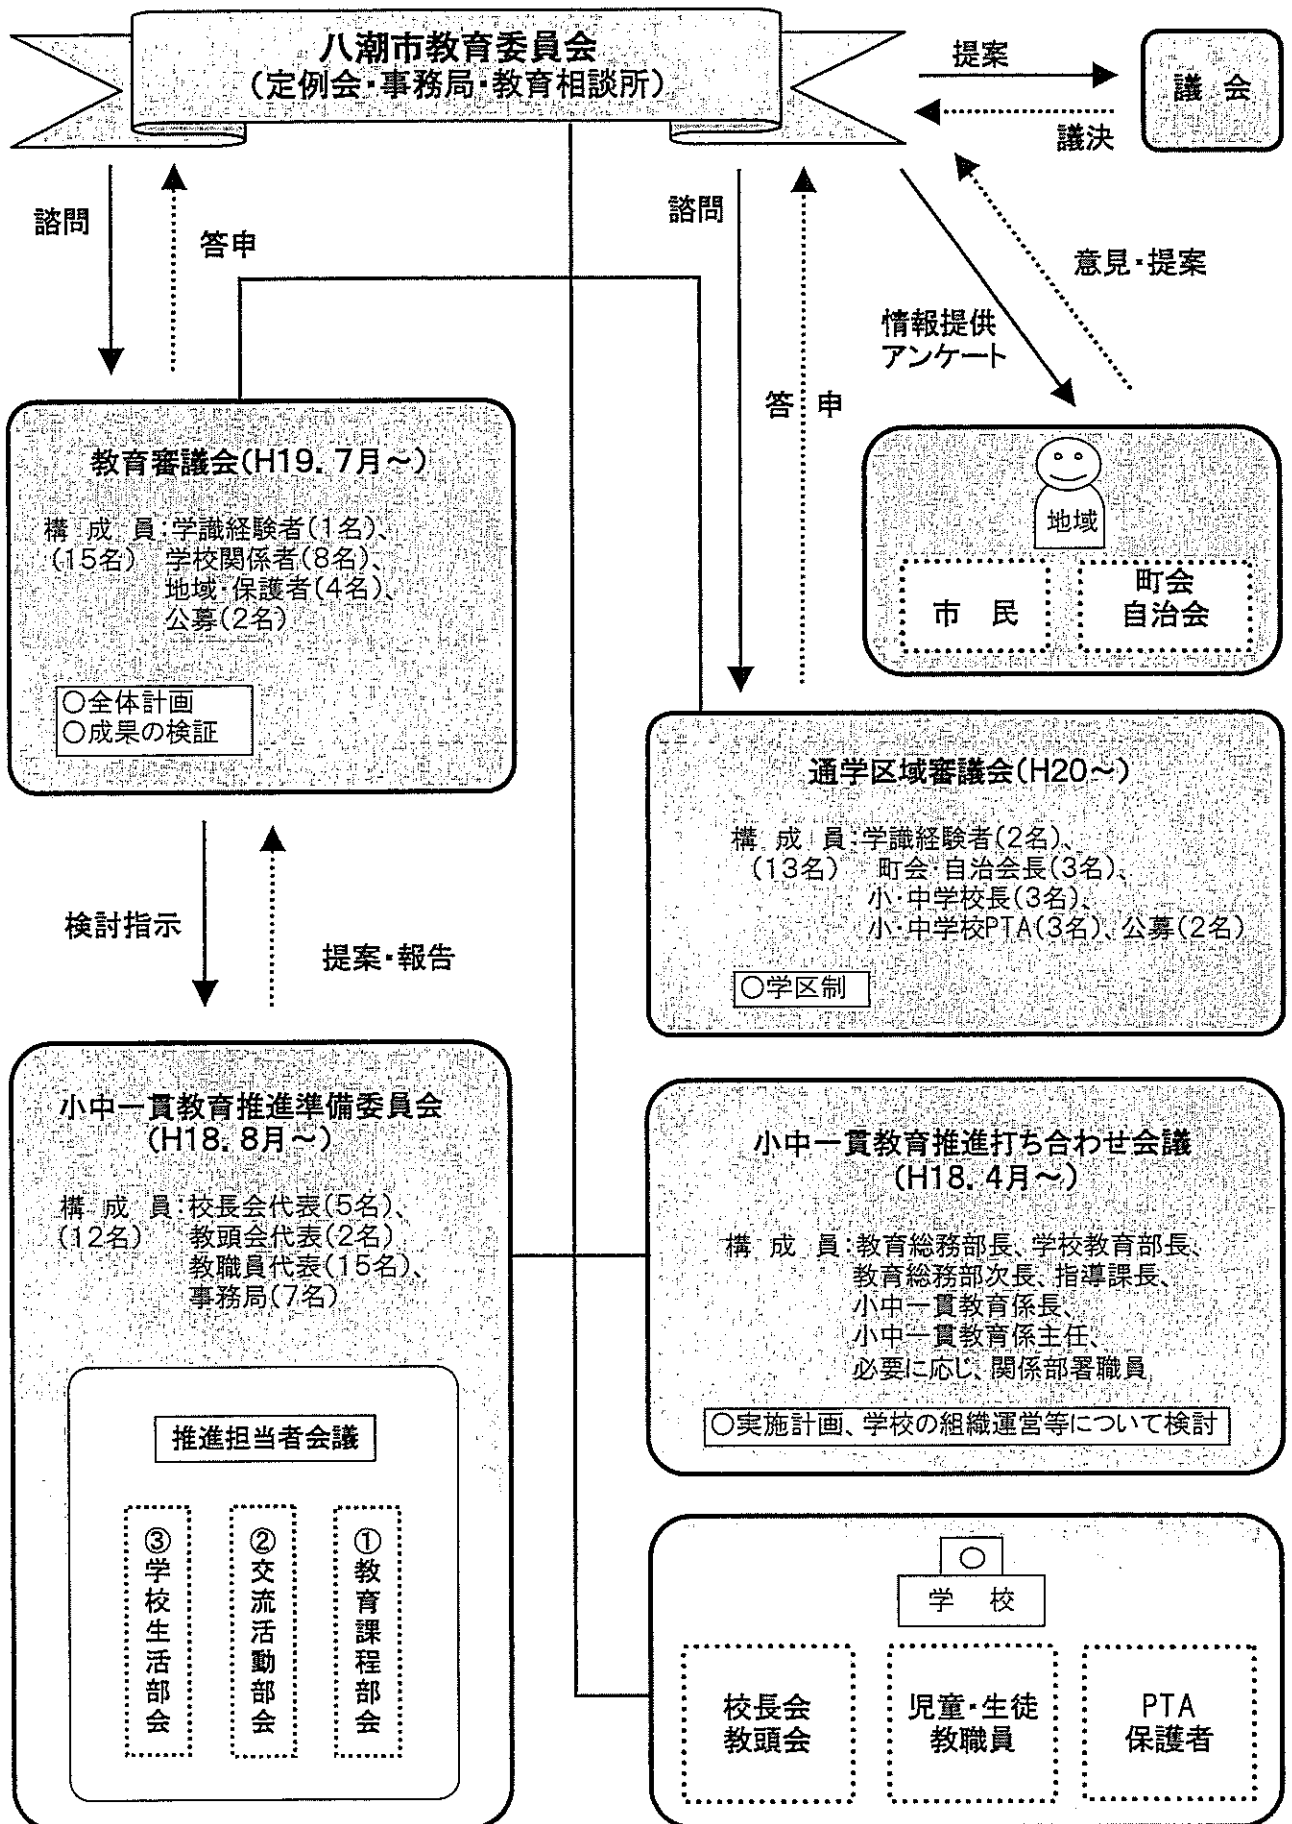 八潮市教育委員会
(定例会・事務局・教育相談所)
提案
議決
議 会
諮問
答申
諮問
答 申
意見・提案
情報提供
アンケート
教育審議会(H19. 7月～)
構 成 員:学識経験者(1名)、
(15名) 学校関係者(8名)、
地域・保護者(4名)、
公募(2名)
○全体計画
○成果の検証
地域
市 民
町会
自治会
通学区域審議会(H20～)
構 成 員:学識経験者(2名)、
(13名) 町会・自治会長(3名)、
小・中学校長(3名)、
小・中学校PTA(3名)、公募(2名)
○学区制
検討指示
提案・報告
小中一貫教育推進準備委員会
(H18. 8月～)
構 成 員:校長会代表(5名)、
(12名) 教頭会代表(2名)
教職員代表(15名)、
事務局(7名)
推進担当者会議
①教育課程部会
②交流活動部会
③学校生活部会
小中一貫教育推進打ち合わせ会議
(H18. 4月～)
構 成 員:教育総務部長、学校教育部長、
教育総務部次長、指導課長、
小中一貫教育係長、
小中一貫教育係主任、
必要に応じ、関係部署職員
○実施計画、学校の組織運営等について検討
○
学 校
校長会
教頭会
児童・生徒
教職員
PTA
保護者